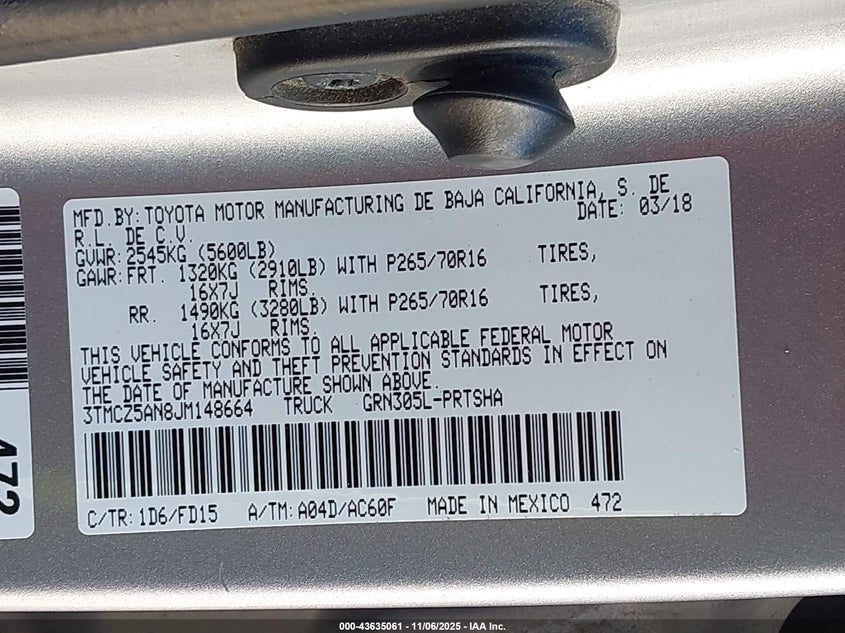 MFD.BY:TOYOTA MOTOR MANUFACTURING DE BAJA CALIFORNIA, S. DE
R.L. DE C.V. DATE: 03/18
GVWR:2545KG (5600LB)
GAWR:FRT. 1320KG (2910LB) WITH P265/70R16 TIRES,
16X7J RIMS,
RR. 1490KG (3280LB) WITH P265/70R16 TIRES,
16X7J RIMS.
THIS VEHICLE CONFORMS TO ALL APPLICABLE FEDERAL MOTOR
VEHICLE SAFETY AND THEFT PREVENTION STANDARDS IN EFFECT ON
THE DATE OF MANUFACTURE SHOWN ABOVE.
3TMCZ5AN8JM148664 TRUCK GRN305L-PRTSHA
C/TR:1D6/FD15 A/TM:A04D/AC60F MADE IN MEXICO 472
472
000-43635061 - 11/06/2025 - IAA Inc.